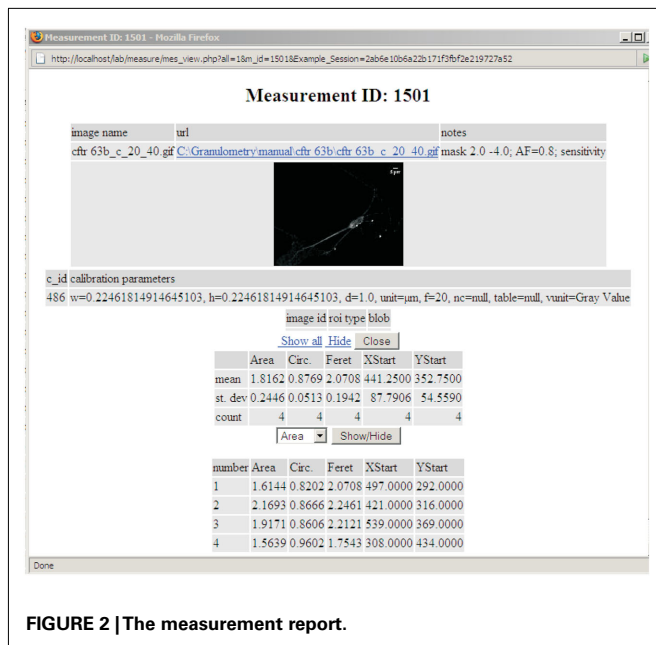 Measurement ID: 1501 - Mozilla Firefox
http://localhost/lab/measure/mes_view.php?all=1&m_id=1501&Example_Session=2ab6e10b6a22b171f3fbf2e219727a52
Measurement ID: 1501
image name url notes
cftr 63b_c_20_40.gif C:\Granulometry\manual\cftr 63b\cftr 63b_c_20_40.gif mask 2.0 -4.0; AF=0.8; sensitivity
c_id calibration parameters
486 w=0.22461814914645103, h=0.22461814914645103, d=1.0, unit=μm, f=20, nc=null, table=null, vunit=Gray Value
image id roi type blob
Show all Hide Close
Area Circ. Feret XStart YStart
mean 1.8162 0.8769 2.0708 441.2500 352.7500
st. dev 0.2446 0.0513 0.1942 87.7906 54.5590
count 4 4 4 4 4
Area Show/Hide
number Area Circ. Feret XStart YStart
1 1.6144 0.8202 2.0708 497.0000 292.0000
2 2.1693 0.8666 2.2461 421.0000 316.0000
3 1.9171 0.8606 2.2121 539.0000 369.0000
4 1.5639 0.9602 1.7543 308.0000 434.0000
Done
FIGURE 2 | The measurement report.